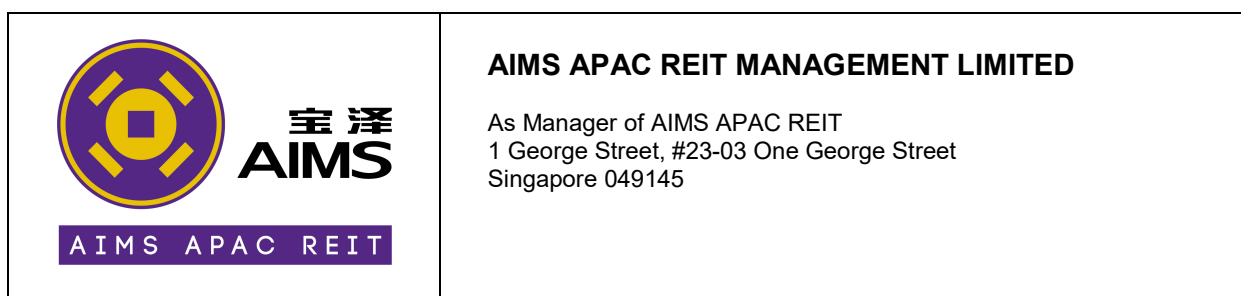 宝泽
AIMS
AIMS APAC REIT
AIMS APAC REIT MANAGEMENT LIMITED
As Manager of AIMS APAC REIT
1 George Street, #23-03 One George Street
Singapore 049145